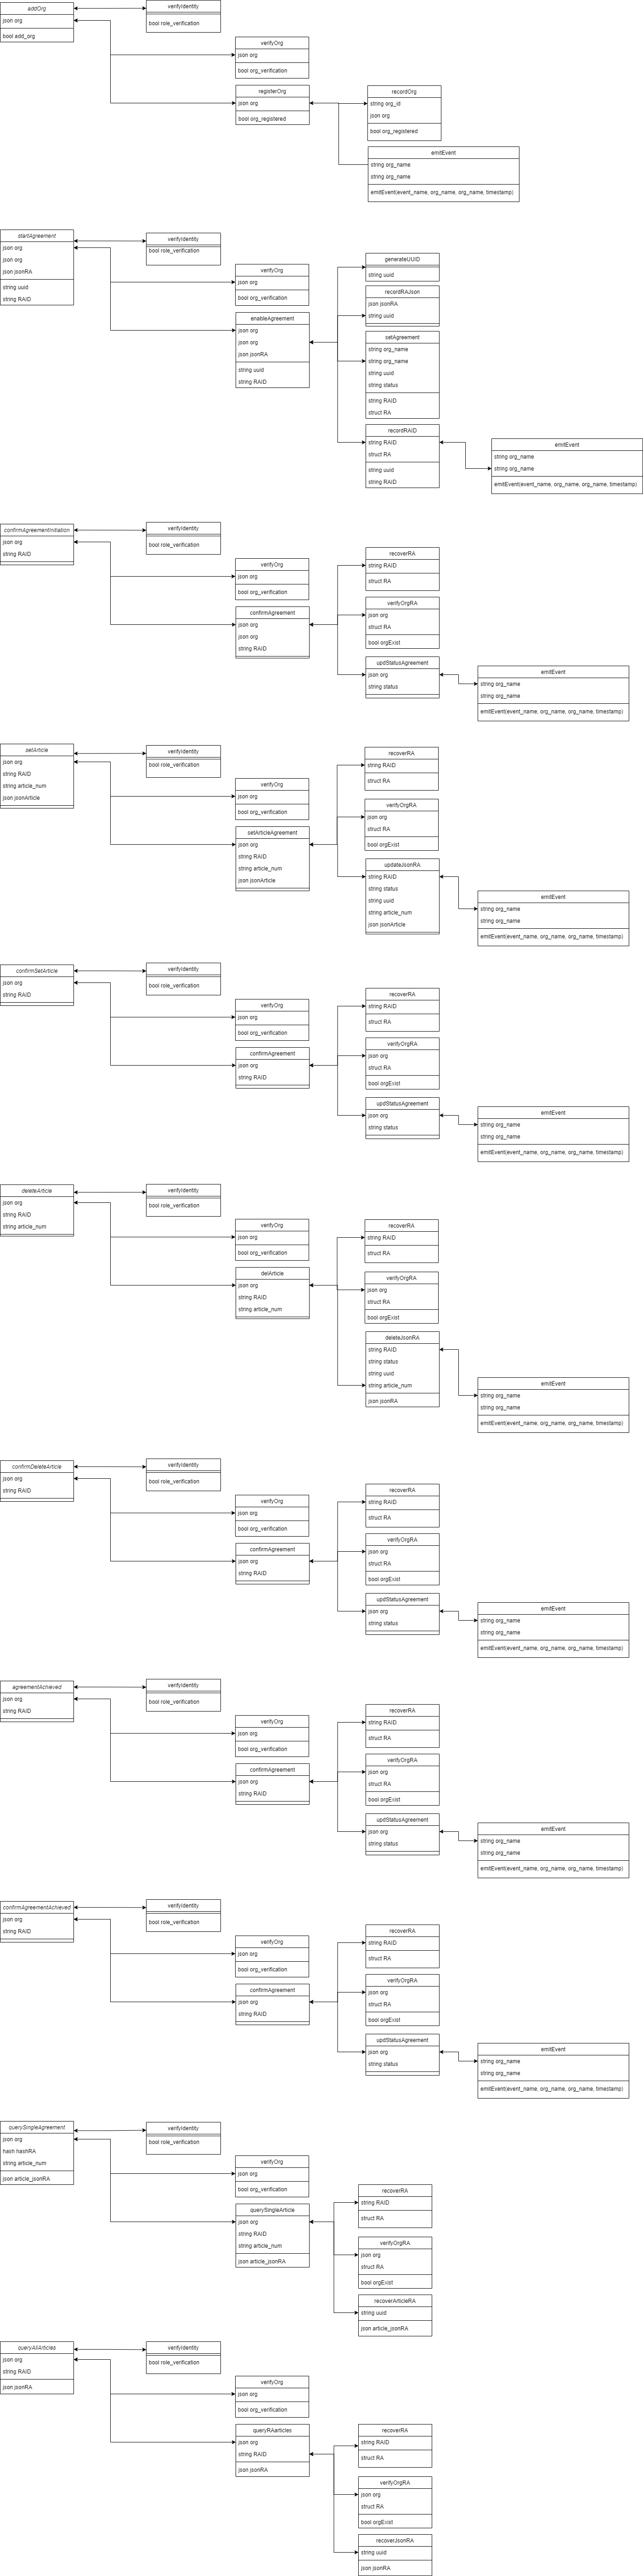 addOrg
json org
bool add_org
verifyIdentity
bool role_verification
verifyOrg
json org
bool org_verification
registerOrg
json org
bool org_registered
recordOrg
string org_id
json org
bool org_registered
emitEvent
string org_name
string org_name
emitEvent(event_name, org_name, org_name, timestamp)
startAgreement
json org
json org
json jsonRA
string uuid
string RAID
verifyIdentity
bool role_verification
verifyOrg
json org
bool org_verification
enableAgreement
json org
json org
json jsonRA
string uuid
string RAID
generateUUID
string uuid
recordRAJson
json jsonRA
string uuid
setAgreement
string org_name
string org_name
string uuid
string status
string RAID
struct RA
recordRAID
string RAID
struct RA
string uuid
string RAID
emitEvent
string org_name
string org_name
emitEvent(event_name, org_name, org_name, timestamp)
confirmAgreementInitiation
json org
string RAID
verifyIdentity
bool role_verification
verifyOrg
json org
bool org_verification
confirmAgreement
json org
json org
string RAID
recoverRA
string RAID
struct RA
verifyOrgRA
json org
struct RA
bool orgExist
updStatusAgreement
json org
string status
emitEvent
string org_name
string org_name
emitEvent(event_name, org_name, org_name, timestamp)
setArticle
json org
string RAID
string article_num
json jsonArticle
verifyIdentity
bool role_verification
verifyOrg
json org
bool org_verification
setArticleAgreement
json org
string RAID
string article_num
json jsonArticle
recoverRA
string RAID
struct RA
verifyOrgRA
json org
struct RA
bool orgExist
updateJsonRA
string RAID
string status
string uuid
string article_num
json jsonArticle
emitEvent
string org_name
string org_name
emitEvent(event_name, org_name, org_name, timestamp)
confirmSetArticle
json org
string RAID
verifyIdentity
bool role_verification
verifyOrg
json org
bool org_verification
confirmAgreement
json org
string RAID
recoverRA
string RAID
struct RA
verifyOrgRA
json org
struct RA
bool orgExist
updStatusAgreement
json org
string status
emitEvent
string org_name
string org_name
emitEvent(event_name, org_name, org_name, timestamp)
deleteArticle
json org
string RAID
string article_num
verifyIdentity
bool role_verification
verifyOrg
json org
bool org_verification
delArticle
json org
string RAID
string article_num
recoverRA
string RAID
struct RA
verifyOrgRA
json org
struct RA
bool orgExist
deleteJsonRA
string RAID
string status
string uuid
string article_num
json jsonRA
emitEvent
string org_name
string org_name
emitEvent(event_name, org_name, org_name, timestamp)
confirmDeleteArticle
json org
string RAID
verifyIdentity
bool role_verification
verifyOrg
json org
bool org_verification
confirmAgreement
json org
string RAID
recoverRA
string RAID
struct RA
verifyOrgRA
json org
struct RA
bool orgExist
updStatusAgreement
json org
string status
emitEvent
string org_name
string org_name
emitEvent(event_name, org_name, org_name, timestamp)
agreementAchieved
json org
string RAID
verifyIdentity
bool role_verification
verifyOrg
json org
bool org_verification
confirmAgreement
json org
string RAID
recoverRA
string RAID
struct RA
verifyOrgRA
json org
struct RA
bool orgExist
updStatusAgreement
json org
string status
emitEvent
string org_name
string org_name
emitEvent(event_name, org_name, org_name, timestamp)
confirmAgreementAchieved
json org
string RAID
verifyIdentity
bool role_verification
verifyOrg
json org
bool org_verification
confirmAgreement
json org
string RAID
recoverRA
string RAID
struct RA
verifyOrgRA
json org
struct RA
bool orgExist
updStatusAgreement
json org
string status
emitEvent
string org_name
string org_name
emitEvent(event_name, org_name, org_name, timestamp)
querySingleAgreement
json org
hash hashRA
string article_num
json article_jsonRA
verifyIdentity
bool role_verification
verifyOrg
json org
bool org_verification
querySingleArticle
json org
string RAID
string article_num
json article_jsonRA
recoverRA
string RAID
struct RA
verifyOrgRA
json org
struct RA
bool orgExist
recoverArticleRA
string uuid
json article_jsonRA
queryAllArticles
json org
string RAID
json jsonRA
verifyIdentity
bool role_verification
verifyOrg
json org
bool org_verification
queryRAarticles
json org
string RAID
json jsonRA
recoverRA
string RAID
struct RA
verifyOrgRA
json org
struct RA
bool orgExist
recoverJsonRA
string uuid
json jsonRA